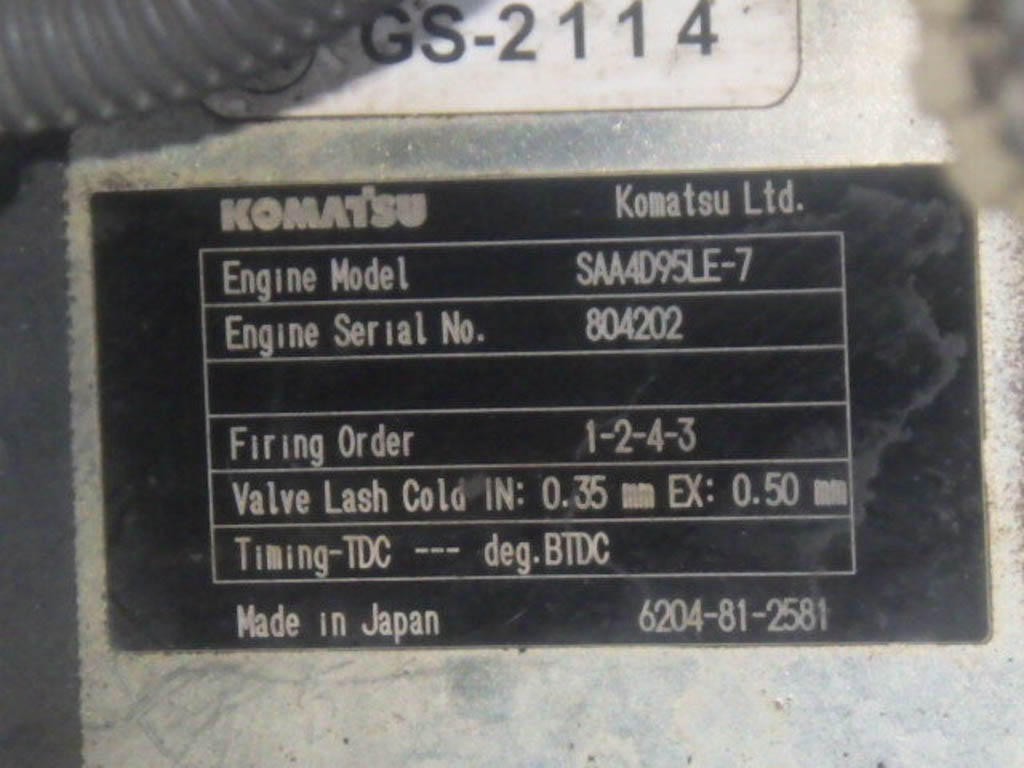 GS-2114
KOMATSU Komatsu Ltd.
Engine Model SAA4D95LE-7
Engine Serial No. 804202
Firing Order 1-2-4-3
Valve Lash Cold IN: 0.35 mm EX: 0.50 mm
Timing-TDC --- deg.BTDC
Made in Japan 6204-81-2581